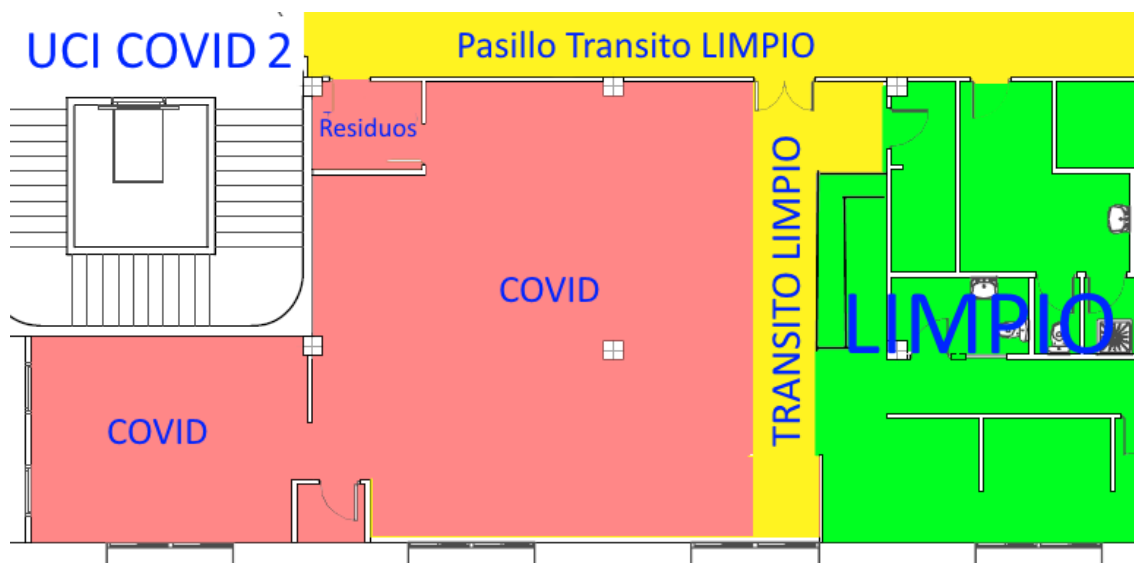 UCI COVID 2
Pasillo Transito LIMPIO
Residuos
TRANSITO LIMPIO
COVID
LIMPIO
COVID